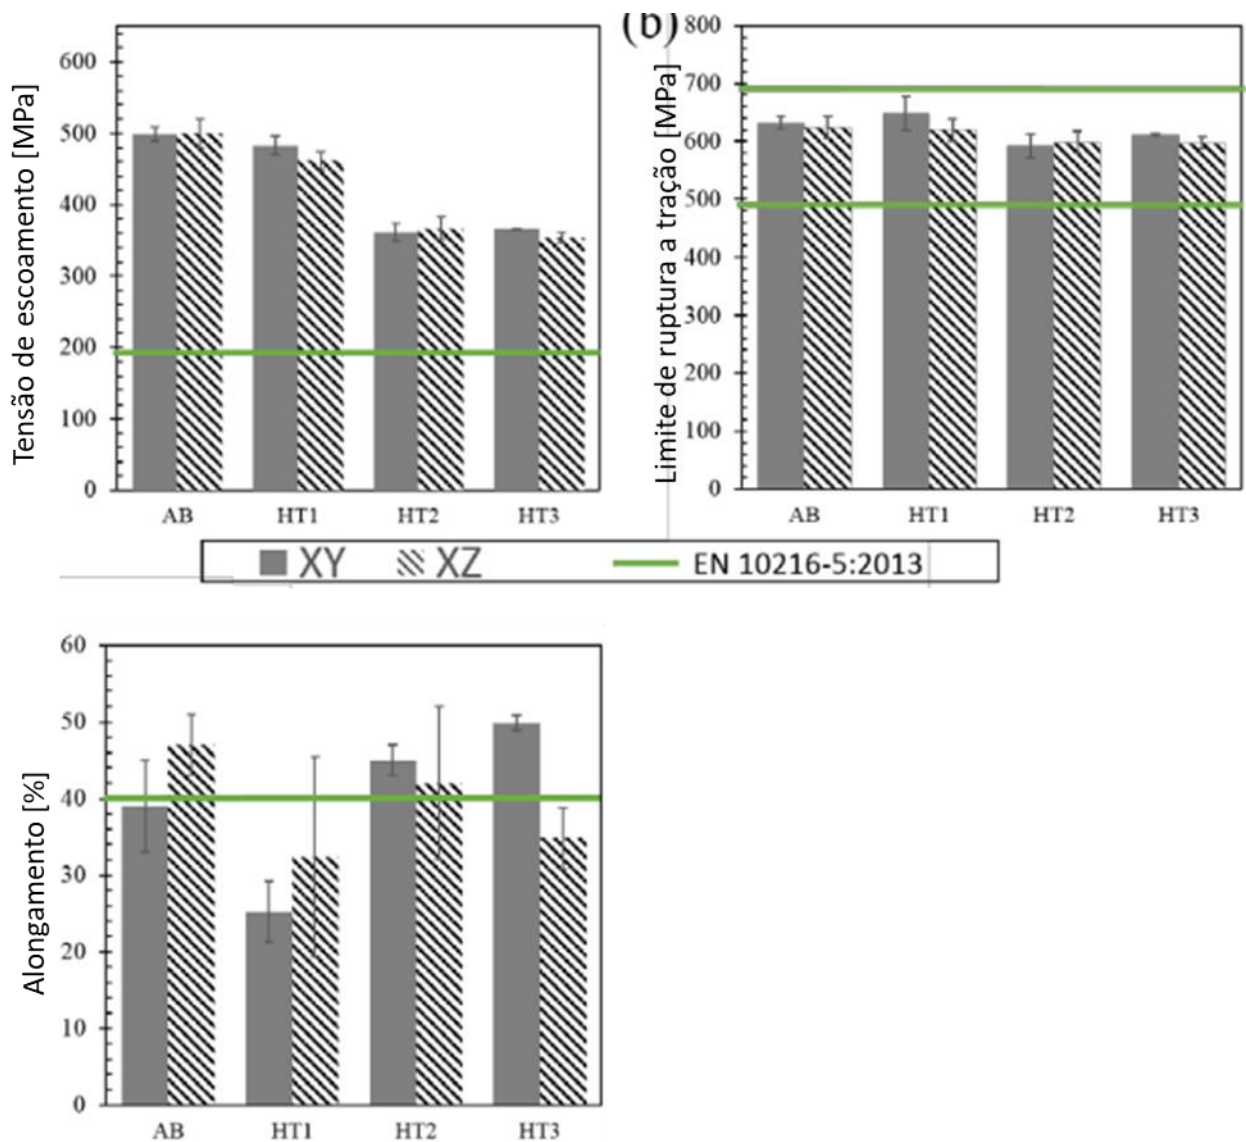 Tensão de escoamento [MPa]
600
500
400
300
200
100
0
AB HT1 HT2 HT3
(b)
Limite de ruptura a tração [MPa]
800
700
600
500
400
300
200
100
0
AB HT1 HT2 HT3
XY XZ EN 10216-5:2013
Alongamento [%]
60
50
40
30
20
10
0
AB HT1 HT2 HT3